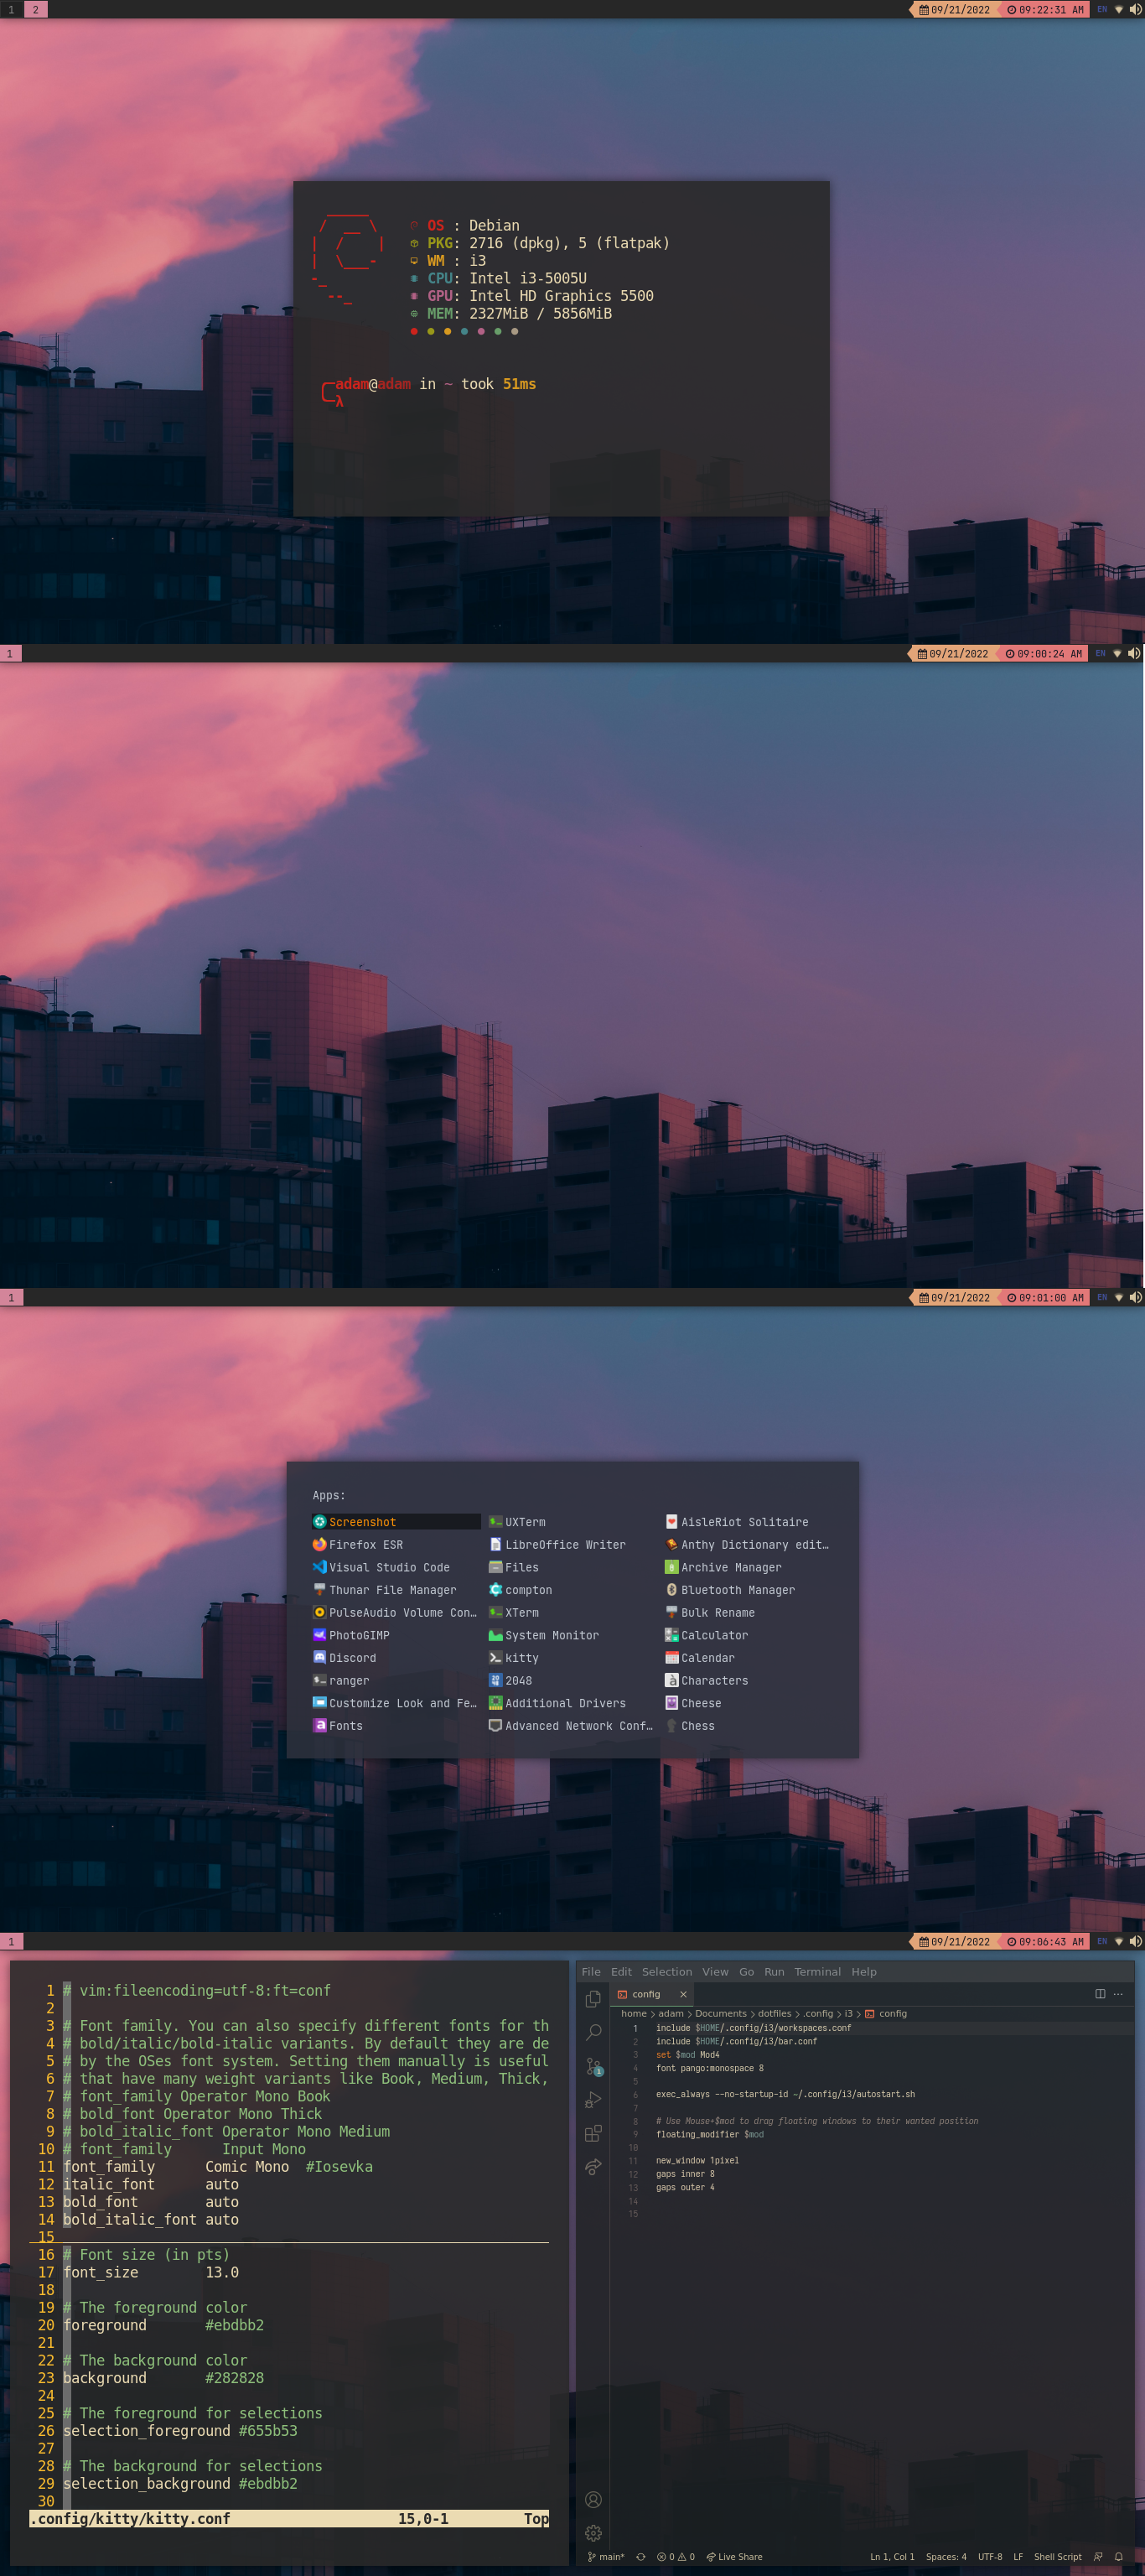 1 2 09/21/2022 09:22:31 AM EN
OS : Debian
PKG: 2716 (dpkg), 5 (flatpak)
WM : i3
CPU: Intel i3-5005U
GPU: Intel HD Graphics 5500
MEM: 2327MiB / 5856MiB
adam@adam in ~ took 51ms
λ
1 09/21/2022 09:00:24 AM EN
1 09/21/2022 09:01:00 AM EN
Apps:
Screenshot UXTerm AisleRiot Solitaire
Firefox ESR LibreOffice Writer Anthy Dictionary edit…
Visual Studio Code Files Archive Manager
Thunar File Manager compton Bluetooth Manager
PulseAudio Volume Con… XTerm Bulk Rename
PhotoGIMP System Monitor Calculator
Discord kitty Calendar
ranger 2048 Characters
Customize Look and Fe… Additional Drivers Cheese
Fonts Advanced Network Conf… Chess
1 09/21/2022 09:06:43 AM EN
1 # vim:fileencoding=utf-8:ft=conf
2
3 # Font family. You can also specify different fonts for th
4 # bold/italic/bold-italic variants. By default they are de
5 # by the OSes font system. Setting them manually is useful
6 # that have many weight variants like Book, Medium, Thick,
7 # font_family Operator Mono Book
8 # bold_font Operator Mono Thick
9 # bold_italic_font Operator Mono Medium
10 # font_family      Input Mono
11 font_family      Comic Mono  #Iosevka
12 italic_font      auto
13 bold_font        auto
14 bold_italic_font auto
15
16 # Font size (in pts)
17 font_size        13.0
18
19 # The foreground color
20 foreground       #ebdbb2
21
22 # The background color
23 background       #282828
24
25 # The foreground for selections
26 selection_foreground #655b53
27
28 # The background for selections
29 selection_background #ebdbb2
30
.config/kitty/kitty.conf 15,0-1 Top
File Edit Selection View Go Run Terminal Help
config
home > adam > Documents > dotfiles > .config > i3 > config
1 include $HOME/.config/i3/workspaces.conf
2 include $HOME/.config/i3/bar.conf
3 set $mod Mod4
4 font pango:monospace 8
5
6 exec_always --no-startup-id ~/.config/i3/autostart.sh
7
8 # Use Mouse+$mod to drag floating windows to their wanted position
9 floating_modifier $mod
10
11 new_window 1pixel
12 gaps inner 8
13 gaps outer 4
14
15
1
main* 0 0 Live Share Ln 1, Col 1 Spaces: 4 UTF-8 LF Shell Script